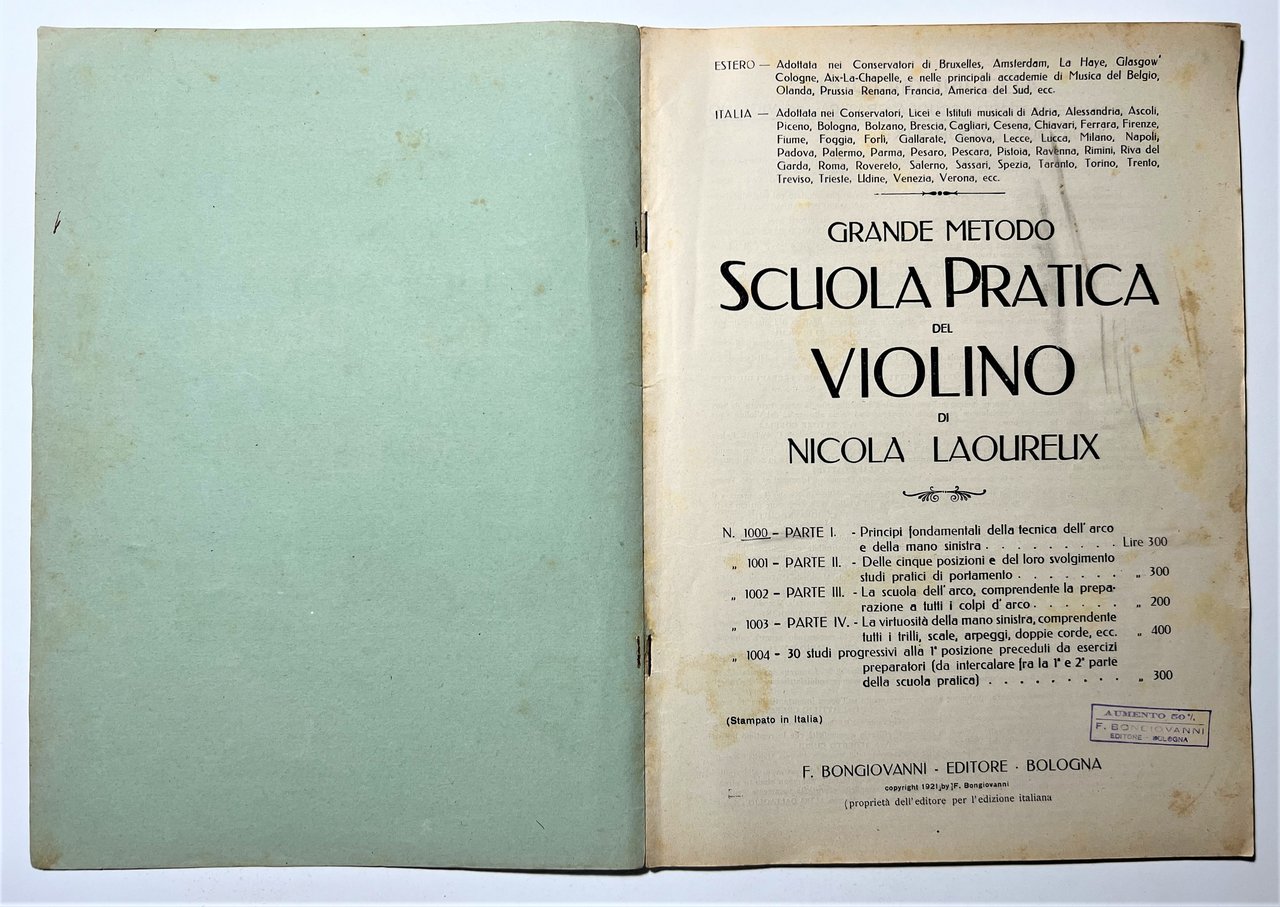 ESTERO — Adottata nei Conservatori di Bruxelles, Amsterdam, La Haye, Glasgow
Cologne, Aix-La-Chapelle, e nelle principali accademie di Musica del Belgio,
Olanda, Prussia Renana, Francia, America del Sud, ecc.
ITALIA — Adottata nei Conservatori, Licei e Istituti musicali di Adria, Alessandria, Ascoli,
Piceno, Bologna, Bolzano, Brescia, Cagliari, Cesena, Chiavari, Ferrara, Firenze,
Fiume, Foggia, Forlì, Gallarate, Genova, Lecce, Lucca, Milano, Napoli,
Padova, Palermo, Parma, Pesaro, Pescara, Pistoia, Ravenna, Rimini, Riva del
Garda, Roma, Rovereto, Salerno, Sassari, Spezia, Taranto, Torino, Trento,
Treviso, Trieste, Udine, Venezia, Verona, ecc.
GRANDE METODO
SCUOLA PRATICA
DEL
VIOLINO
DI
NICOLA LAOUREUX
N. 1000 - PARTE I. - Principi fondamentali della tecnica dell'arco
e della mano sinistra . . . . . . . . . Lire 300
„ 1001 - PARTE II. - Delle cinque posizioni e del loro svolgimento
studi pratici di portamento . . . . . . . „ 300
„ 1002 - PARTE III. - La scuola dell'arco, comprendente la prepa-
razione a tutti i colpi d'arco . . . . . . „ 200
„ 1003 - PARTE IV. - La virtuosità della mano sinistra, comprendente
tutti i trilli, scale, arpeggi, doppie corde, ecc. „ 400
„ 1004 - 30 studi progressivi alla 1ª posizione preceduti da esercizi
preparatori (da intercalare fra la 1ª e 2ª parte
della scuola pratica) . . . . . . . . . „ 300
(Stampato in Italia)
AUMENTO 50%
F. BONGIOVANNI
EDITORE - BOLOGNA
F. BONGIOVANNI - EDITORE - BOLOGNA
copyright 1921, by F. Bongiovanni
(proprietà dell'editore per l'edizione italiana